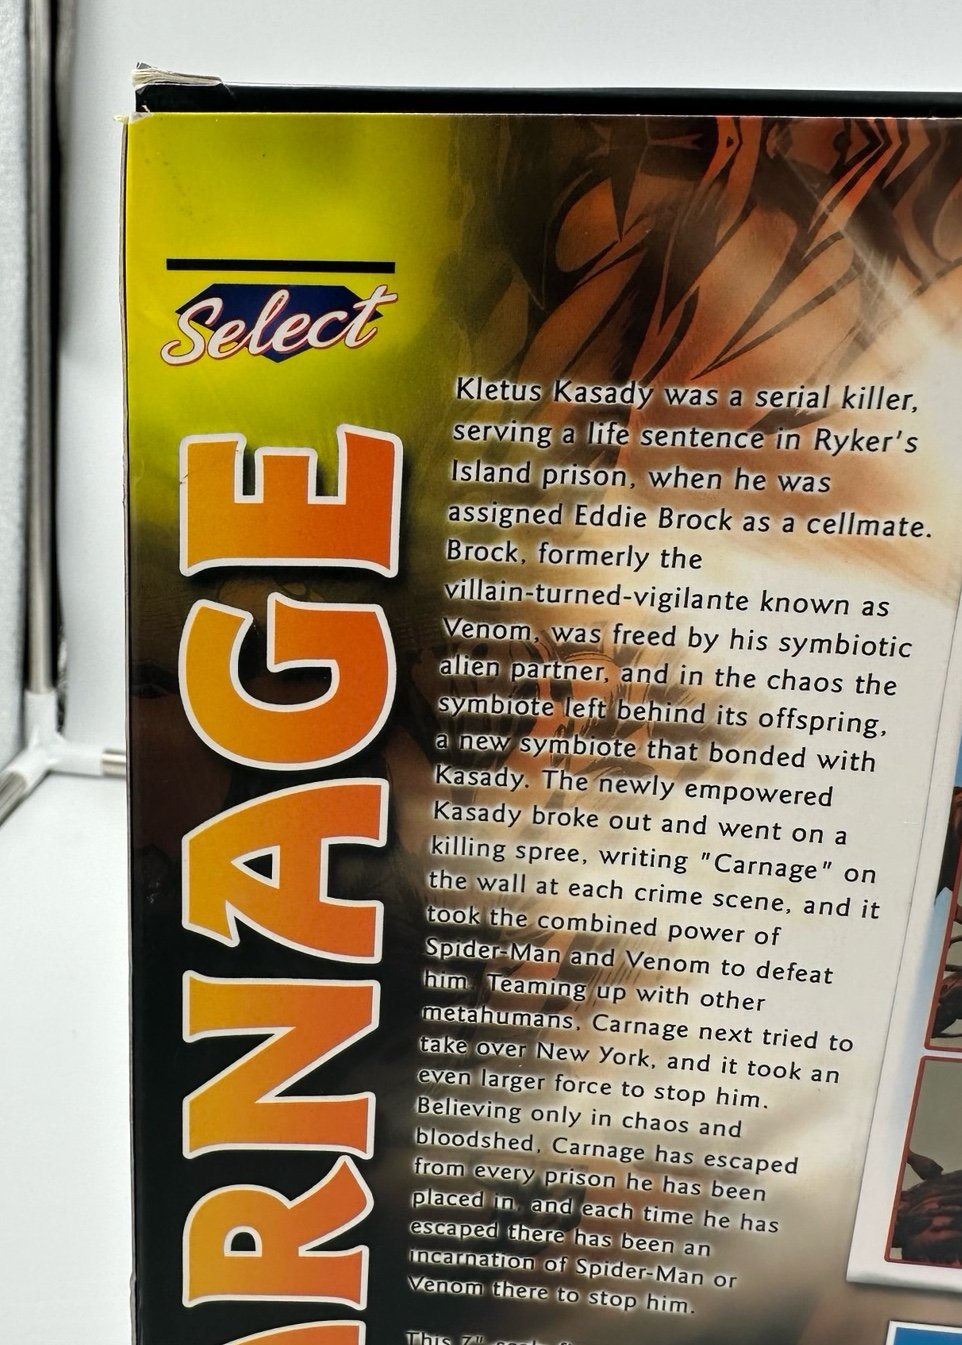 Select
ARNAGE
Kletus Kasady was a serial killer,
serving a life sentence in Ryker's
Island prison, when he was
assigned Eddie Brock as a cellmate.
Brock, formerly the
villain-turned-vigilante known as
Venom, was freed by his symbiotic
alien partner, and in the chaos the
symbiote left behind its offspring,
a new symbiote that bonded with
Kasady. The newly empowered
Kasady broke out and went on a
killing spree, writing "Carnage" on
the wall at each crime scene, and it
took the combined power of
Spider-Man and Venom to defeat
him. Teaming up with other
metahumans, Carnage next tried to
take over New York, and it took an
even larger force to stop him.
Believing only in chaos and
bloodshed, Carnage has escaped
from every prison he has been
placed in, and each time he has
escaped there has been an
incarnation of Spider-Man or
Venom there to stop him.
This 7"